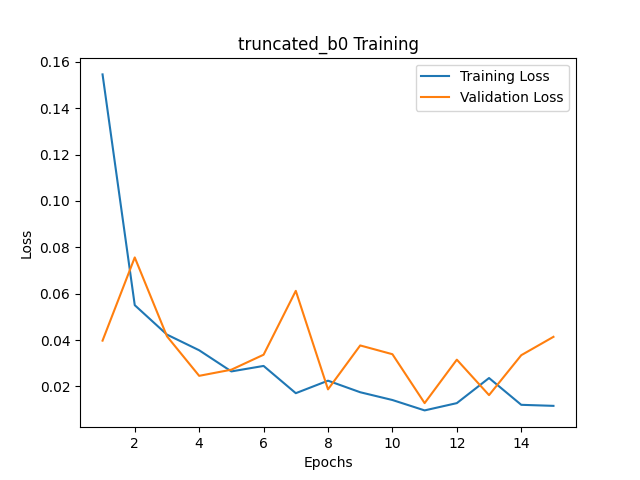 truncated_b0 Training
Training Loss
Validation Loss
0.16
0.14
0.12
0.10
0.08
0.06
0.04
0.02
Loss
2 4 6 8 10 12 14
Epochs